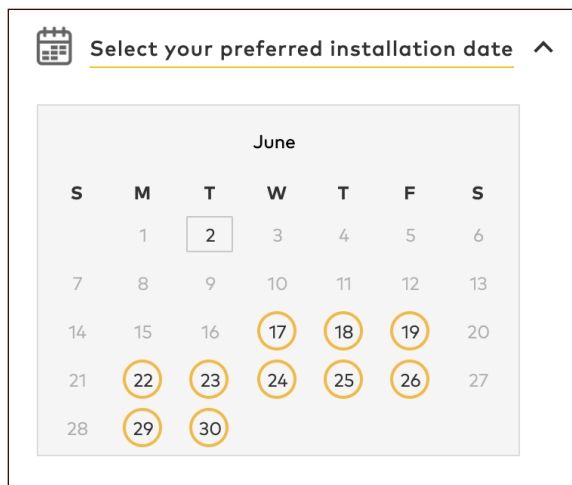 Select your preferred installation date
June
S M T W T F S
1 2 3 4 5 6
7 8 9 10 11 12 13
14 15 16 17 18 19 20
21 22 23 24 25 26 27
28 29 30